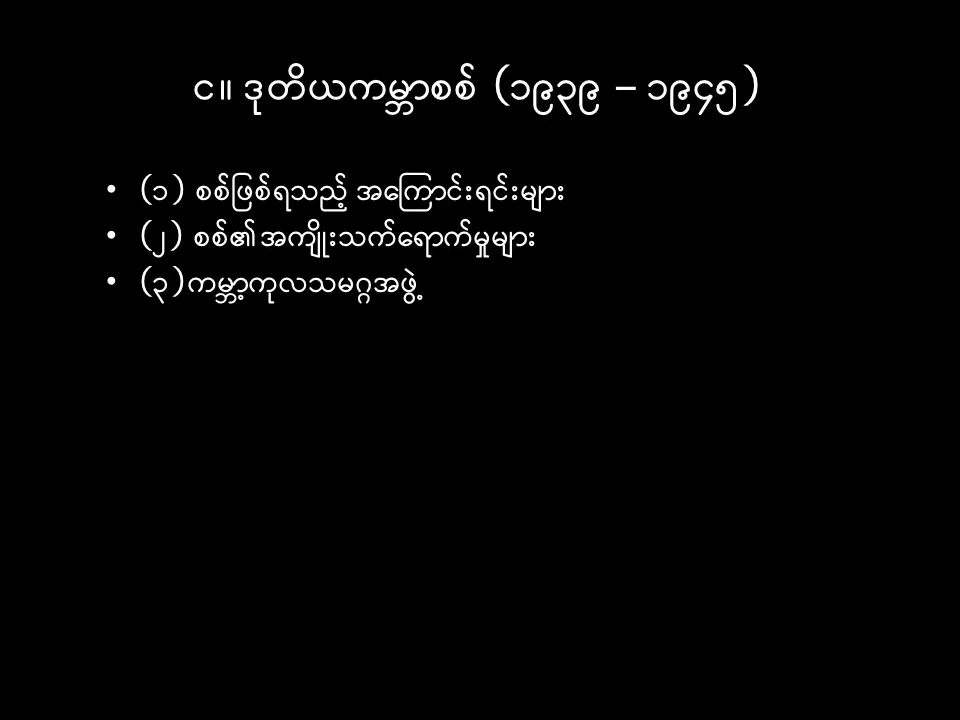 င။ ဒုတိယကမ္ဘာစစ် (၁၉၃၉ – ၁၉၄၅)
• (၁) စစ်ဖြစ်ရသည့် အကြောင်းရင်းများ
• (၂) စစ်၏အကျိုးသက်ရောက်မှုများ
• (၃)ကမ္ဘာ့ကုလသမဂ္ဂအဖွဲ့